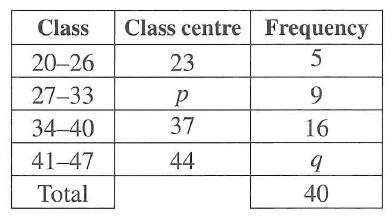 Class Class centre Frequency
20–26 23 5
27–33 p 9
34–40 37 16
41–47 44 q
Total 40